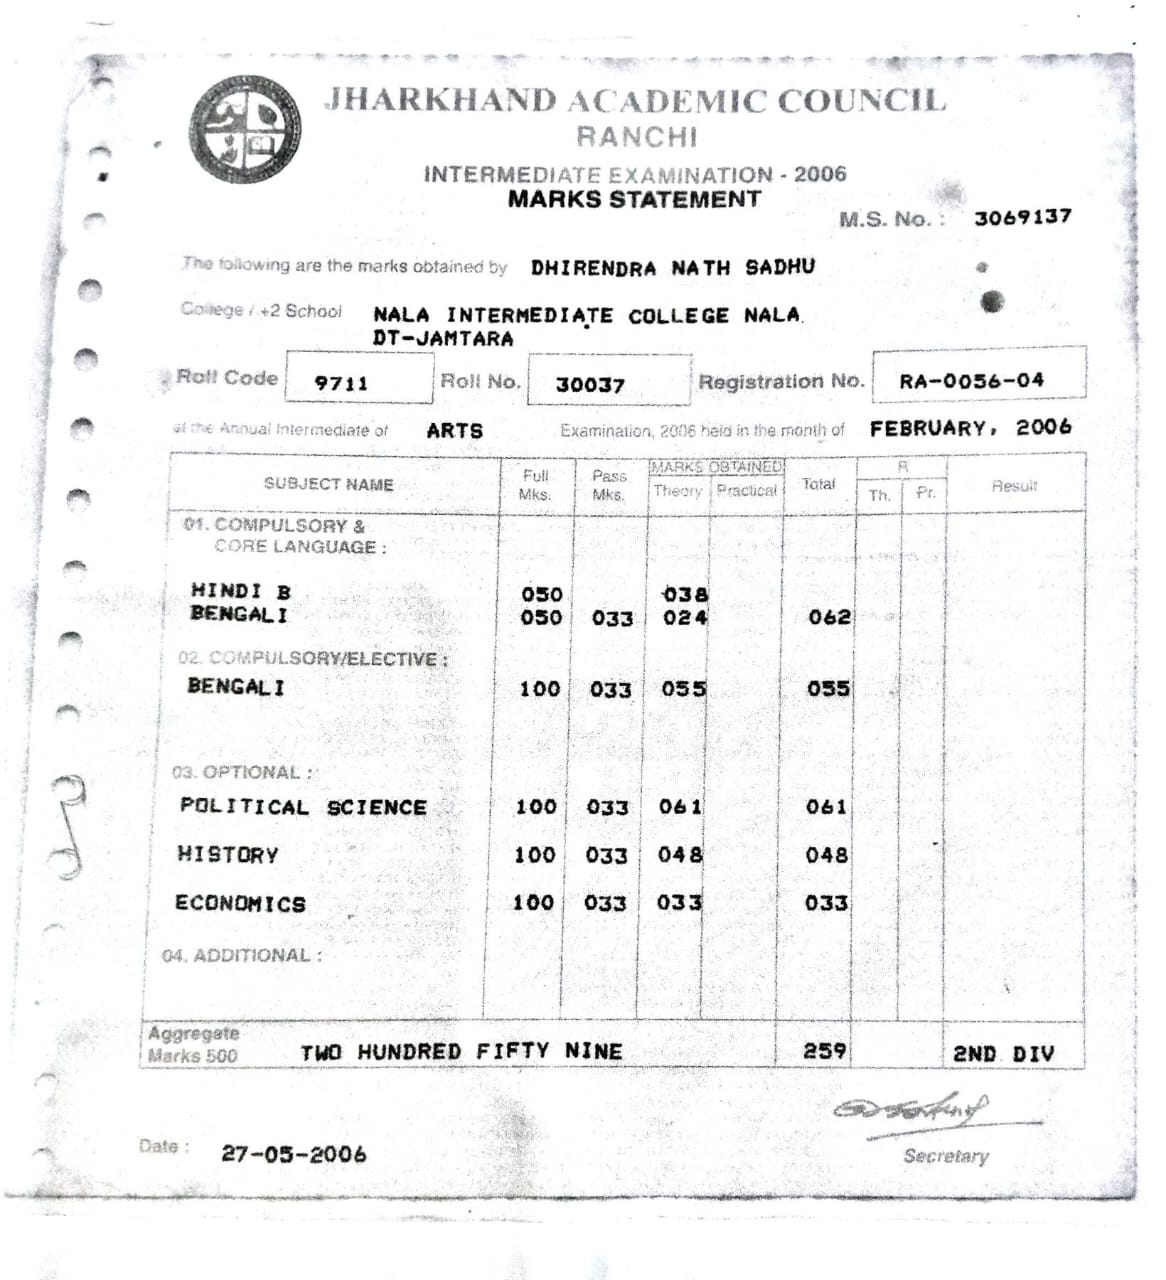 JHARKHAND ACADEMIC COUNCIL
RANCHI
INTERMEDIATE EXAMINATION - 2006
MARKS STATEMENT
M.S. No. : 3069137
The following are the marks obtained by DHIRENDRA NATH SADHU
College / +2 School NALA INTERMEDIATE COLLEGE NALA
DT-JAMTARA
Roll Code 9711 Roll No. 30037 Registration No. RA-0056-04
at the Annual Intermediate of ARTS Examination, 2006 held in the month of FEBRUARY, 2006
SUBJECT NAME Full Mks. Pass Mks. MARKS OBTAINED Theory Practical Total R Th. Pr. Result
01. COMPULSORY &
CORE LANGUAGE :
HINDI B 050 038
BENGALI 050 033 024 062
02. COMPULSORY/ELECTIVE :
BENGALI 100 033 055 055
03. OPTIONAL :
POLITICAL SCIENCE 100 033 061 061
HISTORY 100 033 048 048
ECONOMICS 100 033 033 033
04. ADDITIONAL :
Aggregate
Marks 500 TWO HUNDRED FIFTY NINE 259 2ND DIV
Date : 27-05-2006
Secretary